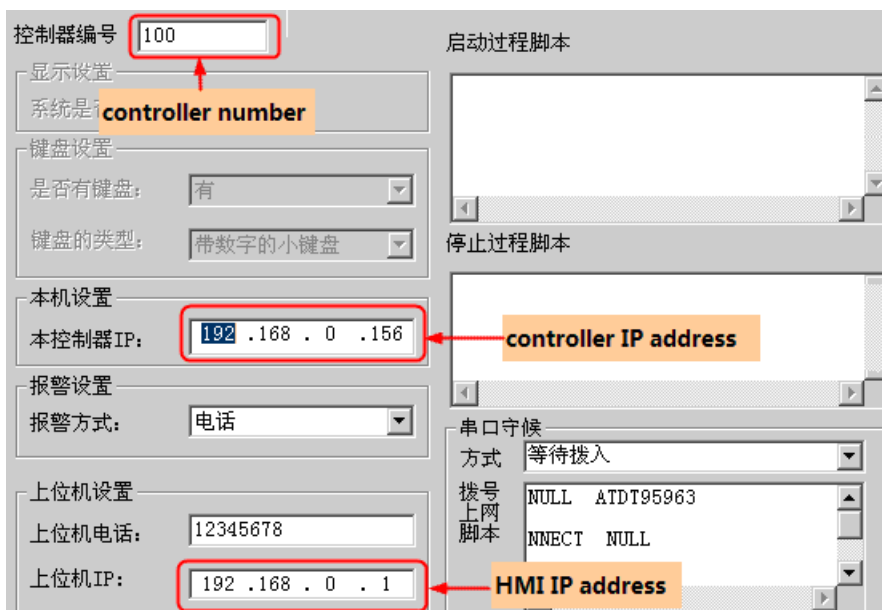 控制器编号 100
显示设置
系统是
controller number
键盘设置
是否有键盘： 有
键盘的类型： 带数字的小键盘
本机设置
本控制器IP： 192 .168 . 0 .156
controller IP address
报警设置
报警方式： 电话
上位机设置
上位机电话： 12345678
上位机IP： 192 .168 . 0 . 1
HMI IP address
启动过程脚本
停止过程脚本
串口守候
方式 等待拨入
拨号上网脚本
NULL ATDT95963
NNECT NULL